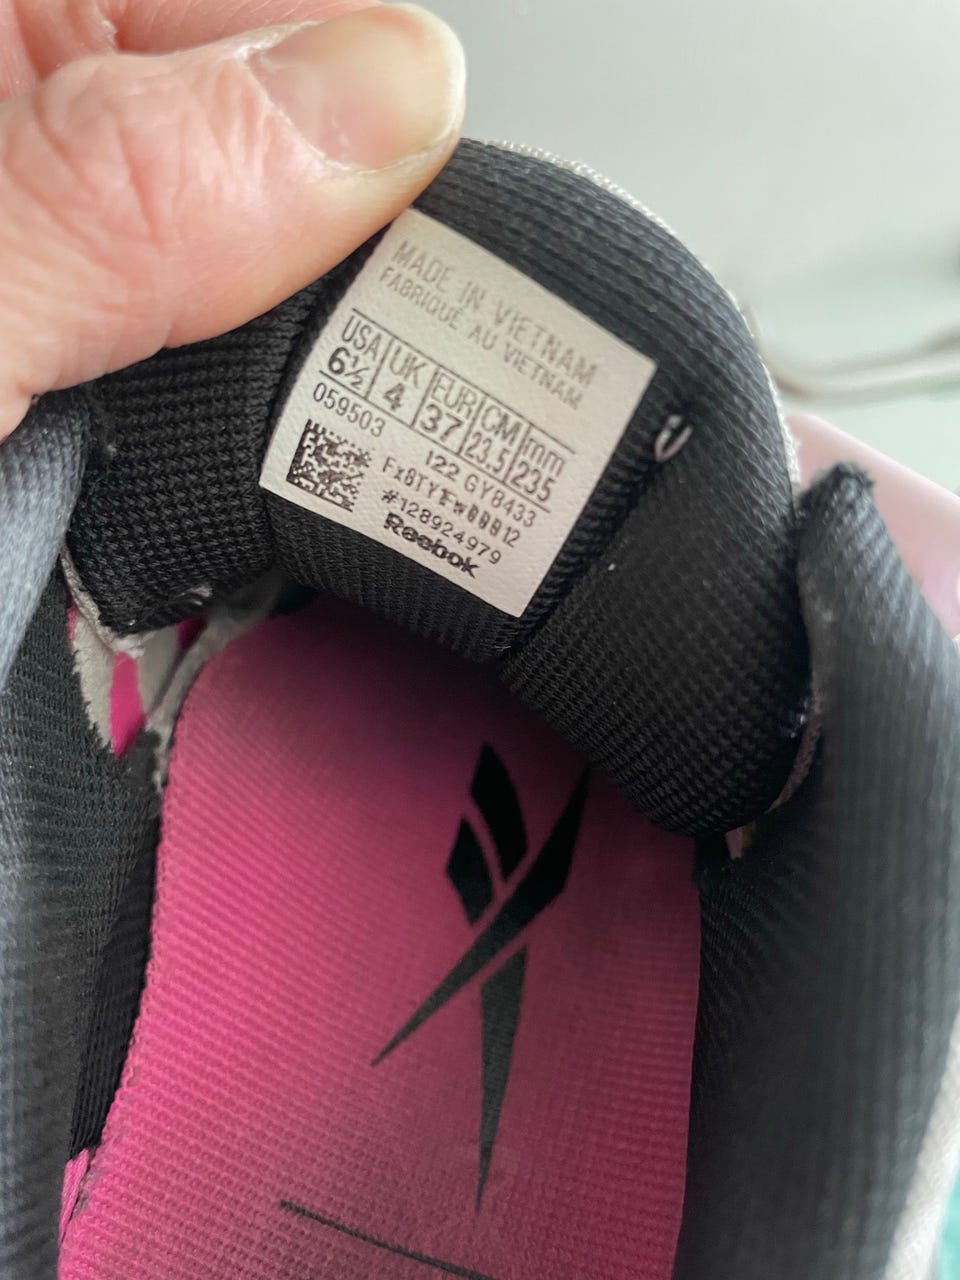 MADE IN VIETNAM
FABRIQUÉ AU VIETNAM
USA UK EUR CM mm
6½ 4 37 23.5 235
059503
122 GY8433
#128924979
Reebok